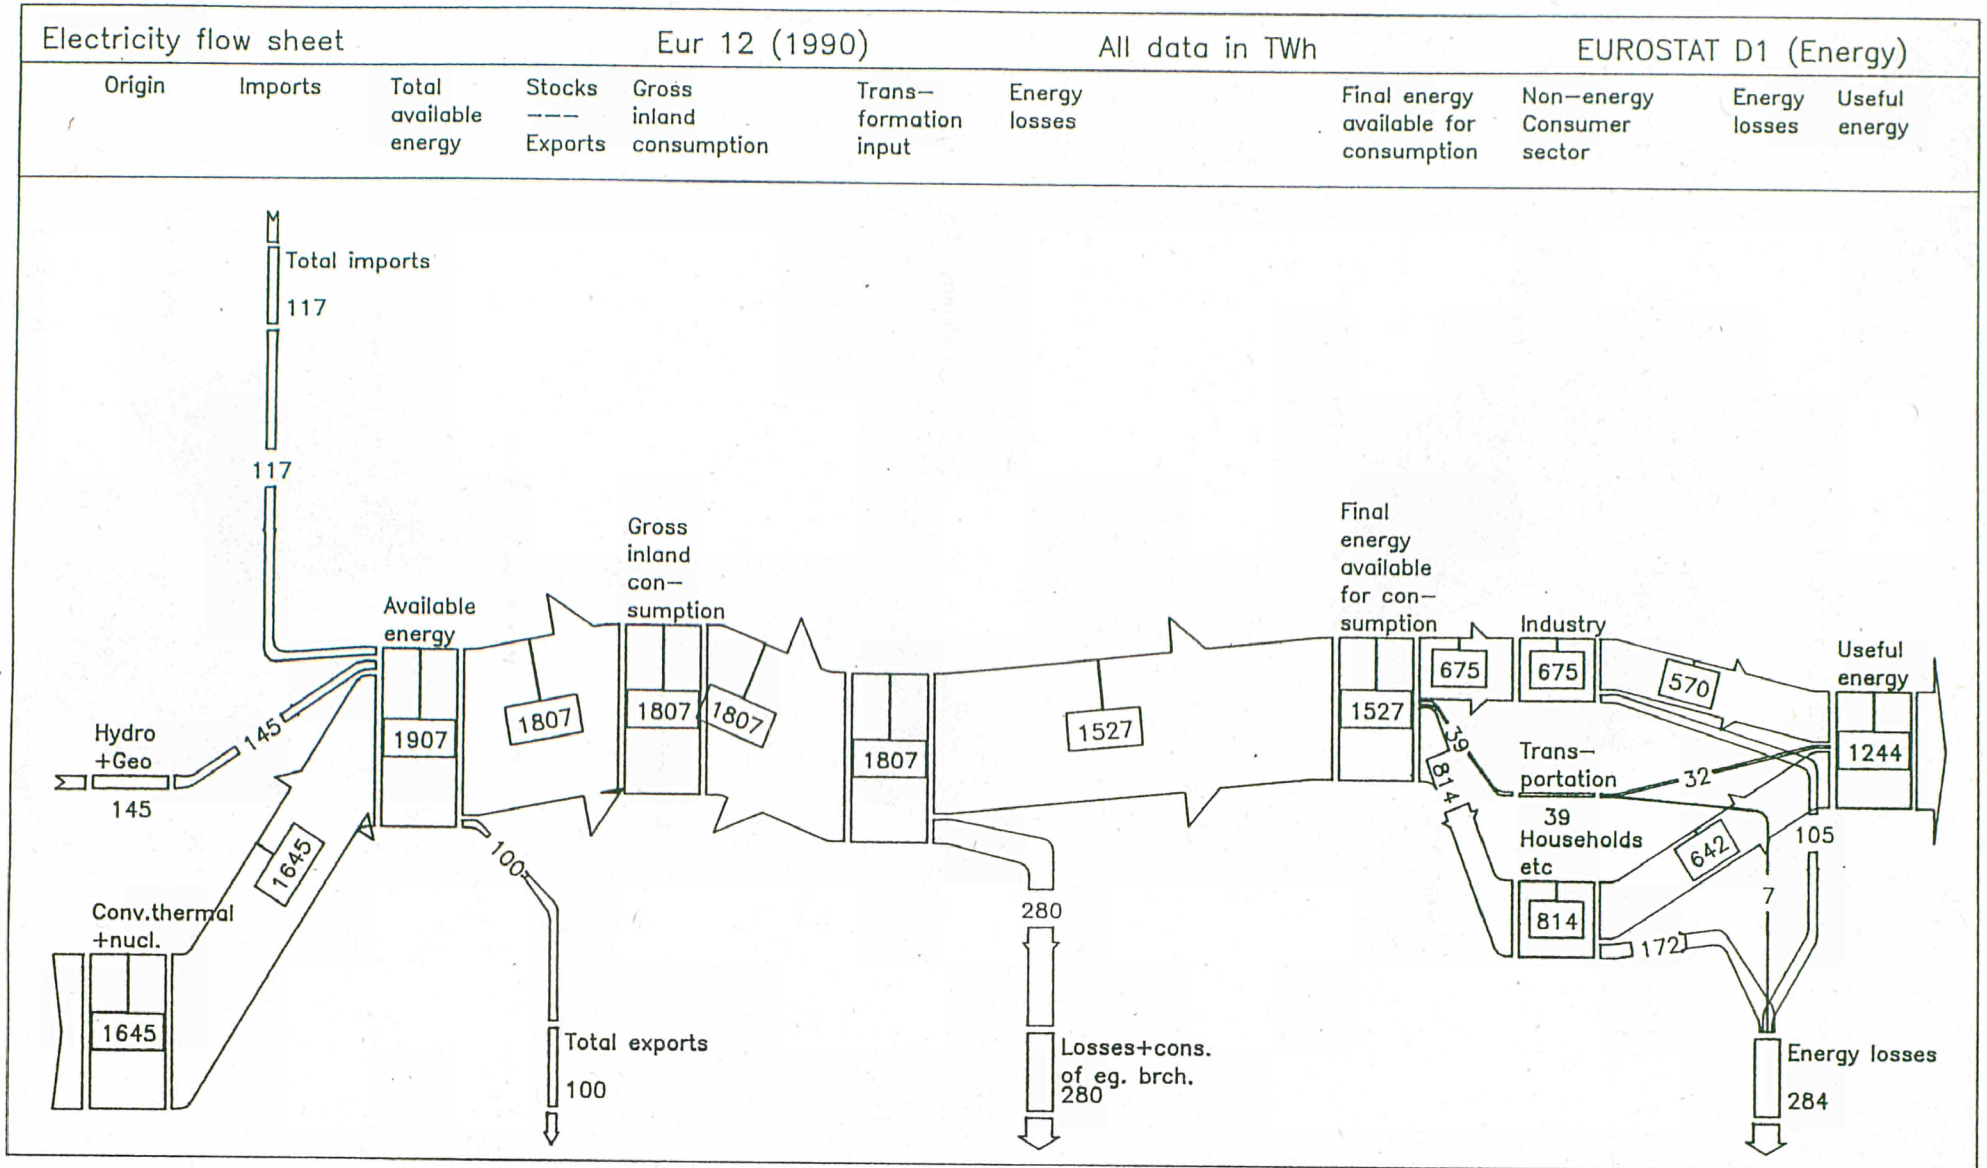 Electricity flow sheet Eur 12 (1990) All data in TWh EUROSTAT D1 (Energy)
Origin Imports Total available energy Stocks --- Exports Gross inland consumption Trans- formation input Energy losses Final energy available for consumption Non-energy Consumer sector Energy losses Useful energy
M
Total imports
117
117
Hydro
+Geo
145
145
Conv.thermal
+nucl.
1645
1645
Available
energy
1907
1807
100
Total exports
100
Gross
inland
con-
sumption
1807
1807
1807
1527
280
Losses+cons.
of eg. brch.
280
Final
energy
available
for con-
sumption
1527
675
39
814
Industry
675
Trans-
portation
39
Households
etc
814
570
32
642
105
7
172
Useful
energy
1244
Energy losses
284